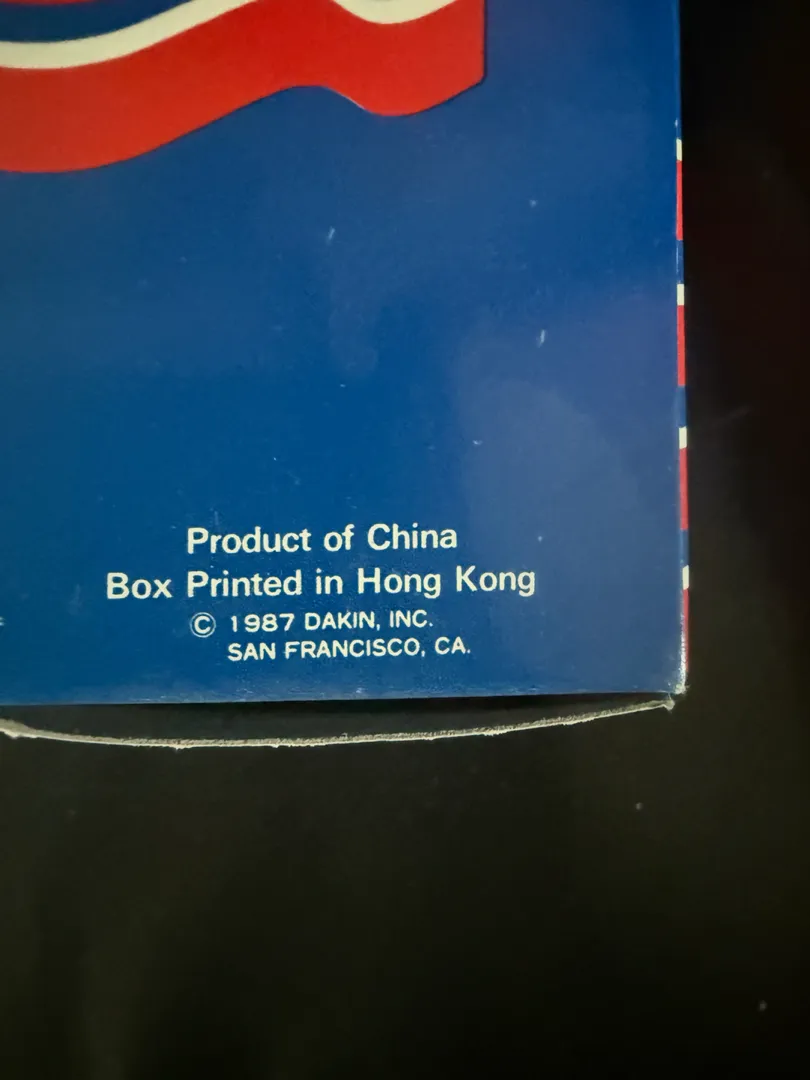 Product of China
Box Printed in Hong Kong
© 1987 DAKIN, INC.
SAN FRANCISCO, CA.